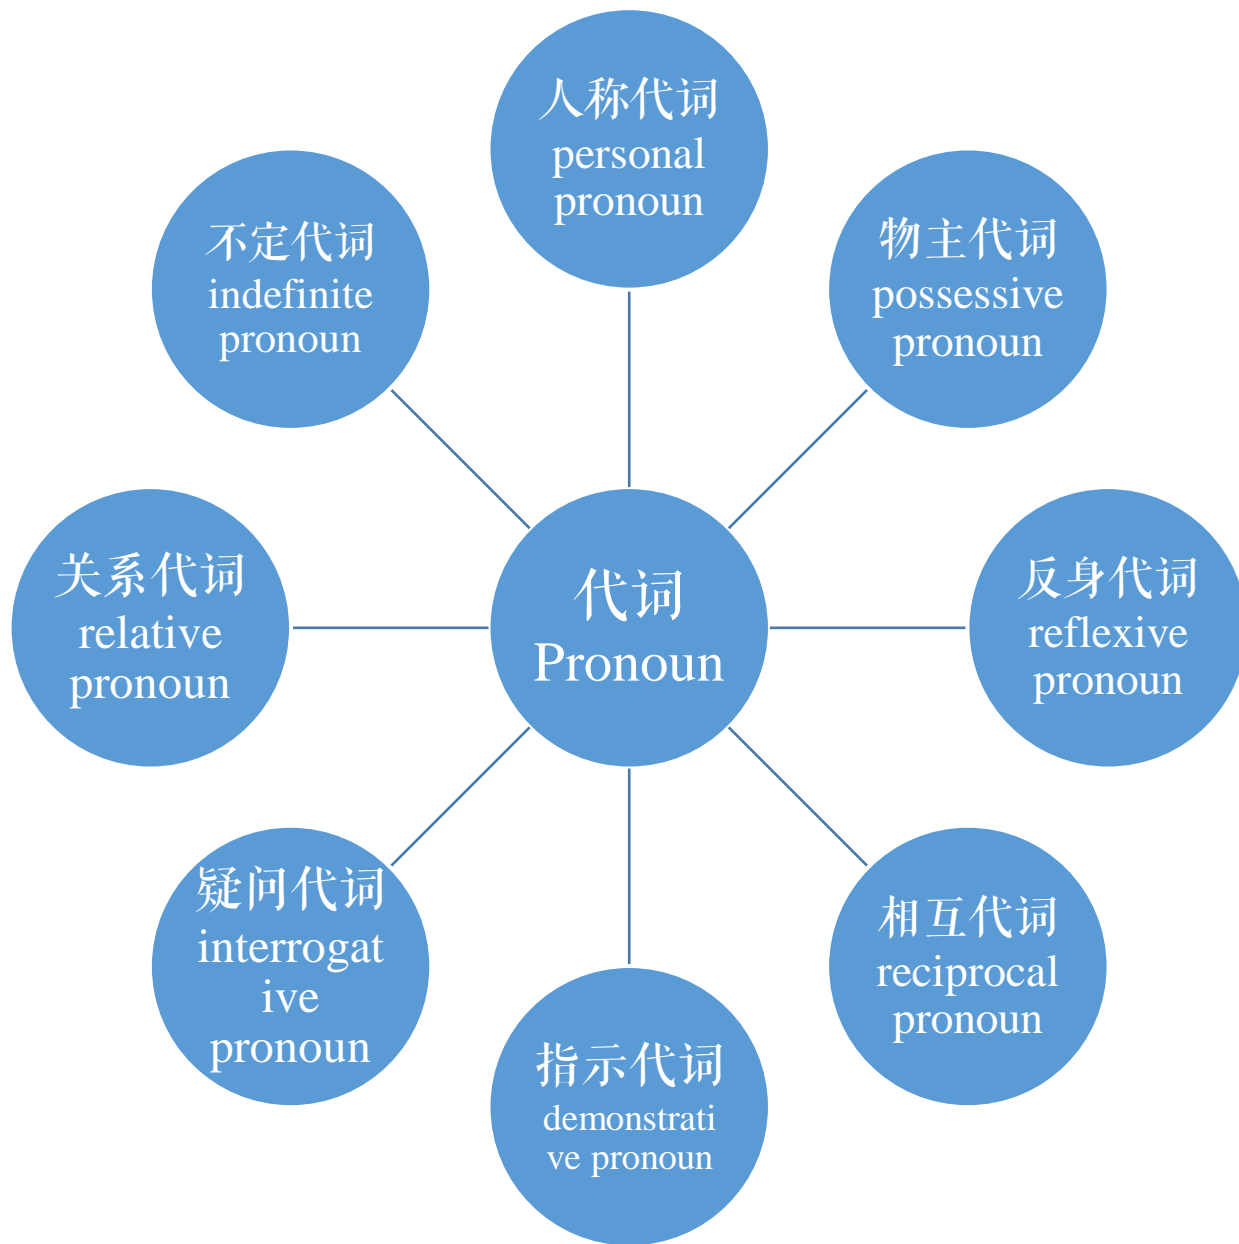 人称代词
personal
pronoun
不定代词
indefinite
pronoun
物主代词
possessive
pronoun
关系代词
relative
pronoun
代词
Pronoun
反身代词
reflexive
pronoun
疑问代词
interrogat
ive
pronoun
相互代词
reciprocal
pronoun
指示代词
demonstrati
ve pronoun